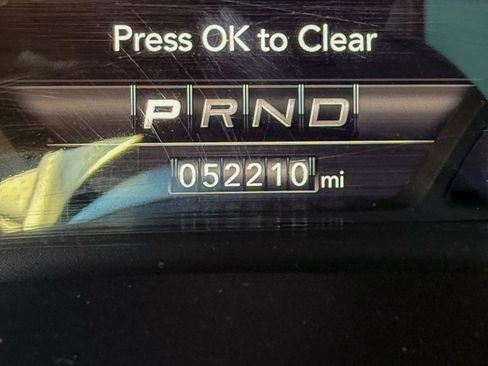 Press OK to Clear
PRND
052210 mi